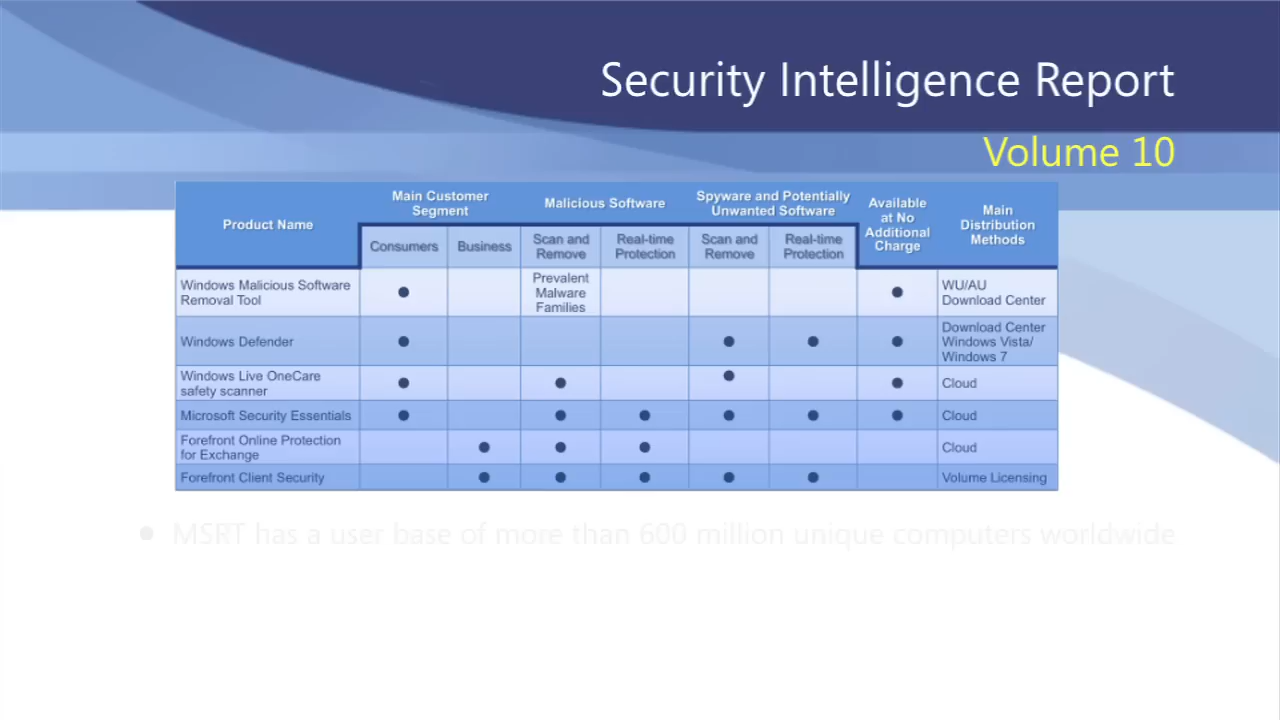 Security Intelligence Report
Volume 10
Product Name
Main Customer
Segment
Malicious Software
Spyware and Potentially
Unwanted Software
Available
at No
Additional
Charge
Main
Distribution
Methods
Consumers
Business
Scan and
Remove
Real-time
Protection
Scan and
Remove
Real-time
Protection
Windows Malicious Software
Removal Tool
●
Prevalent
Malware
Families
●
WU/AU
Download Center
Windows Defender
● ● ● ●
Download Center
Windows Vista/
Windows 7
Windows Live OneCare
safety scanner
● ● ● ●
Cloud
Microsoft Security Essentials ● ● ● ● ● ● Cloud
Forefront Online Protection
for Exchange
● ● ●
Cloud
Forefront Client Security ● ● ● ● ● Volume Licensing
● MSRT has a user base of more than 600 million unique computers worldwide